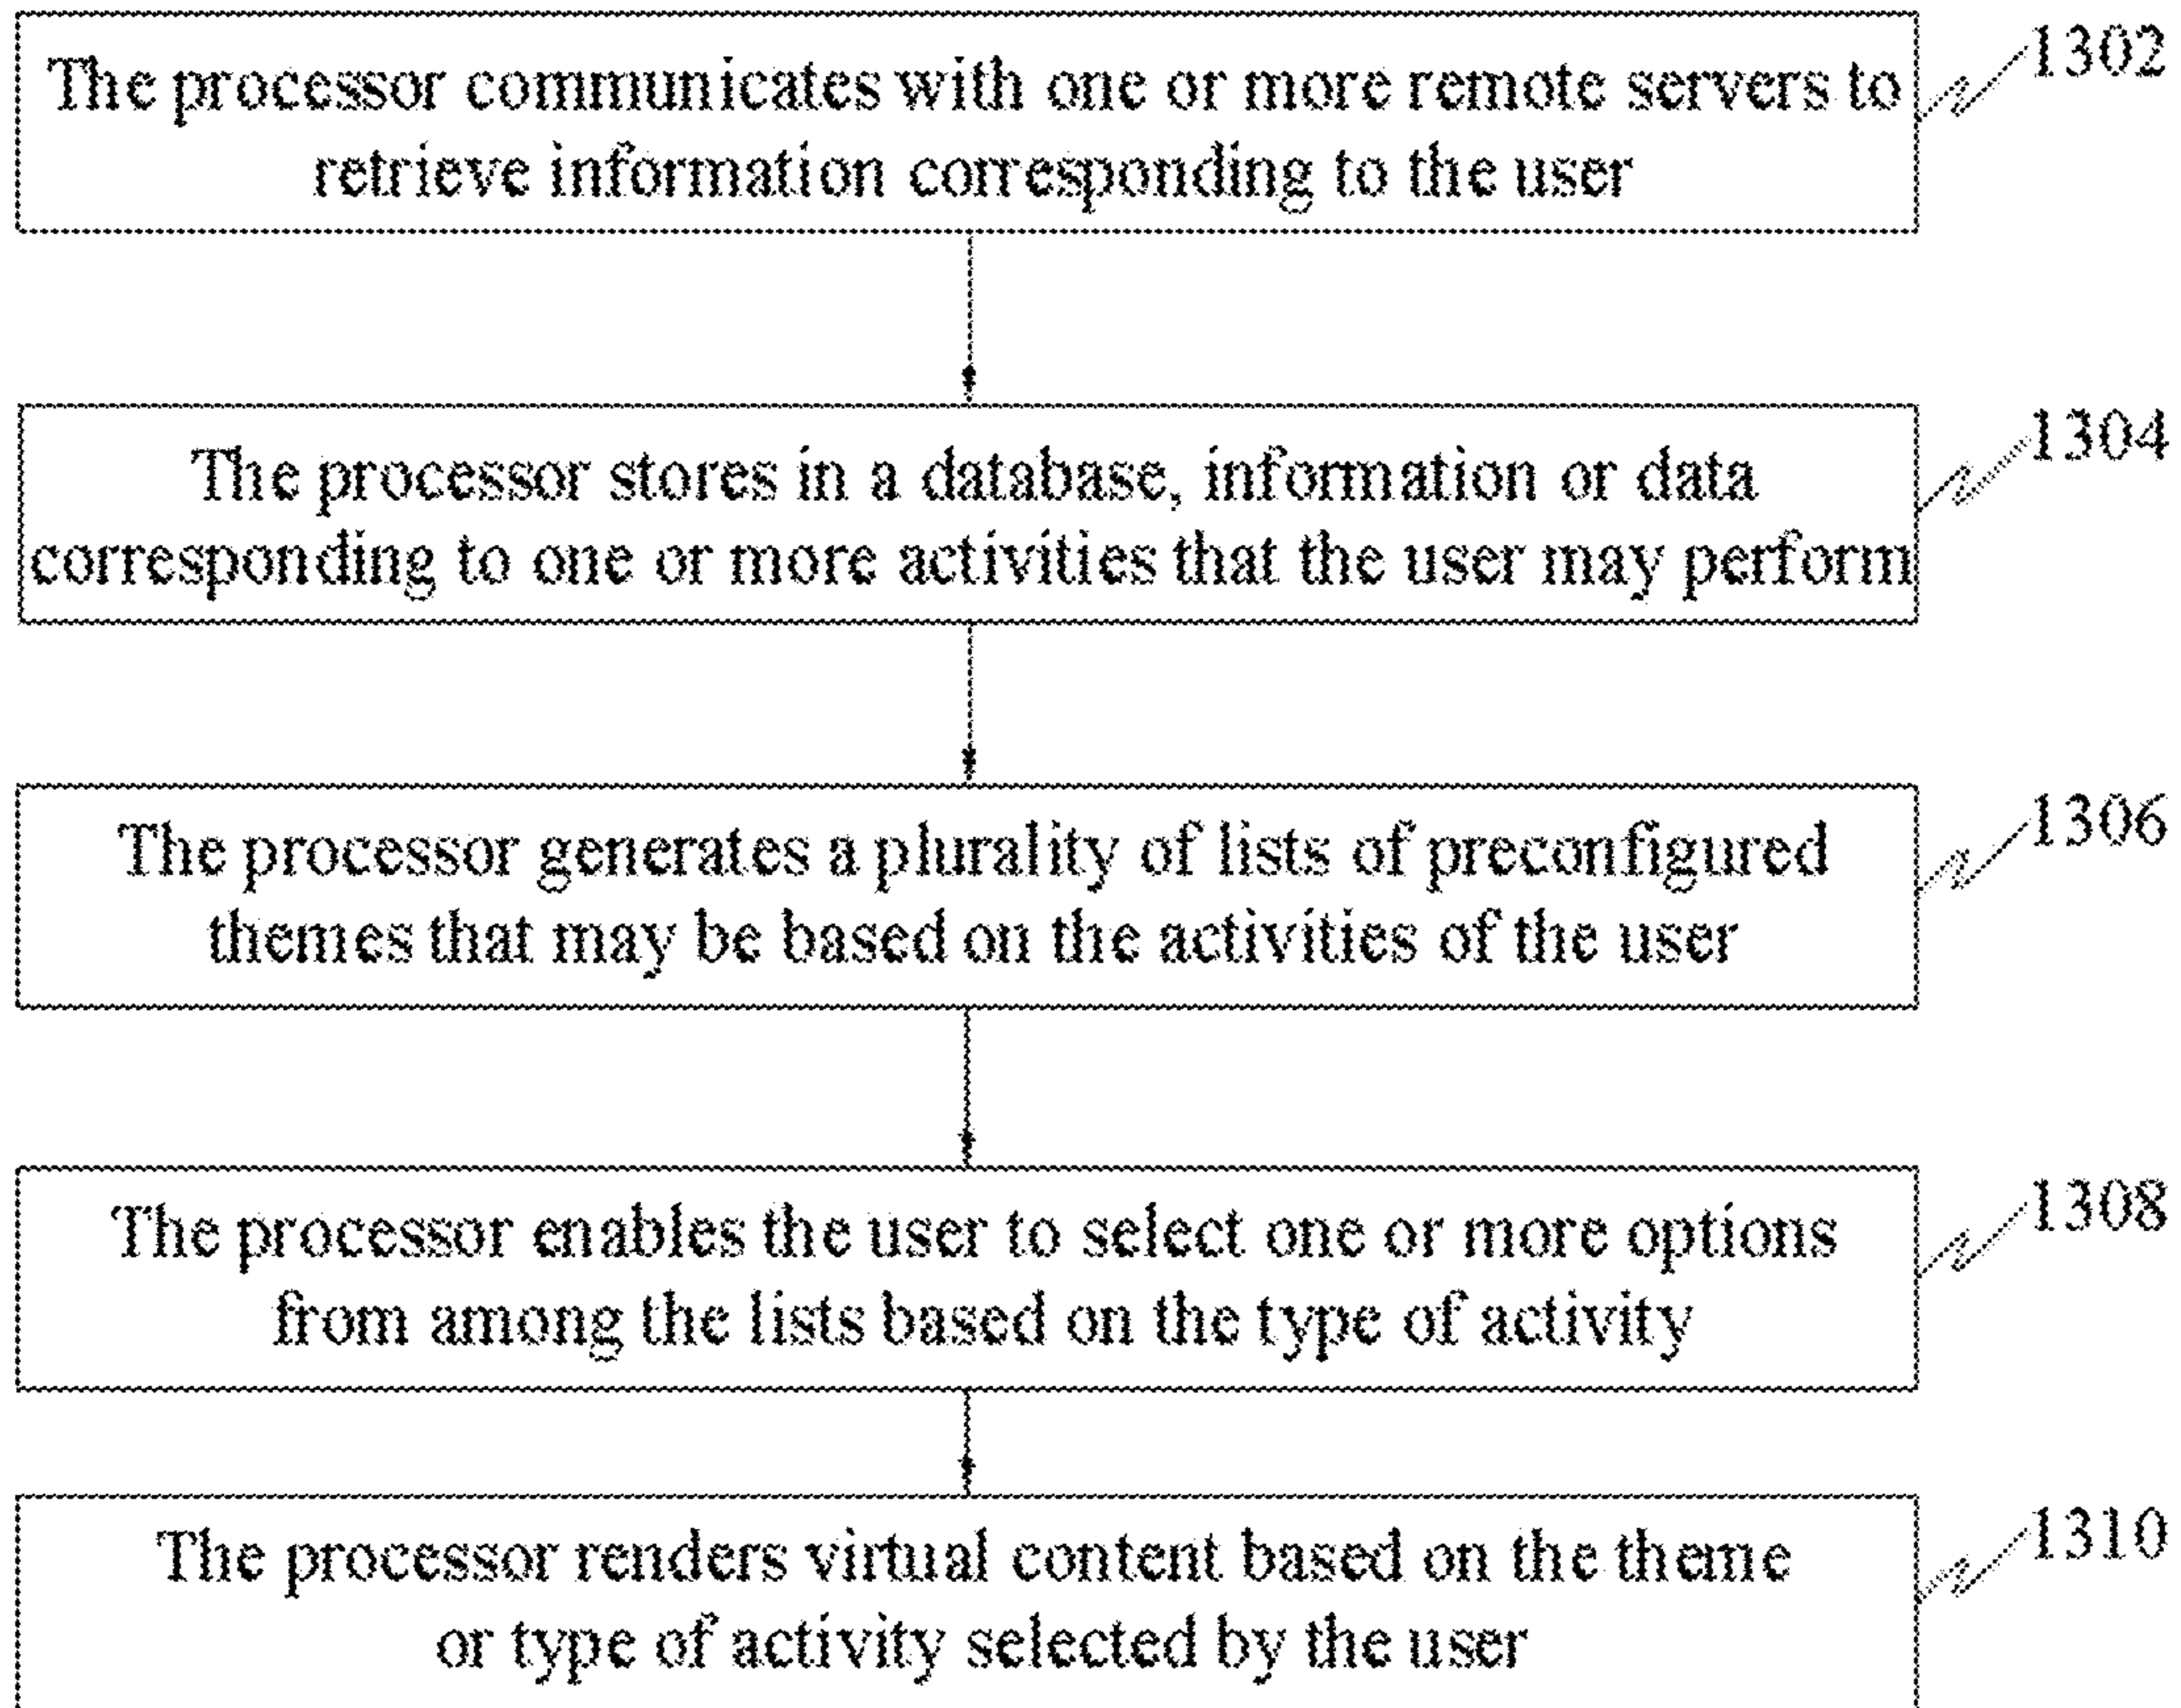 The processor communicates with one or more remote servers to
retrieve information corresponding to the user
1302
The processor stores in a database, information or data
corresponding to one or more activities that the user may perform
1304
The processor generates a plurality of lists of preconfigured
themes that may be based on the activities of the user
1306
The processor enables the user to select one or more options
from among the lists based on the type of activity
1308
The processor renders virtual content based on the theme
or type of activity selected by the user
1310